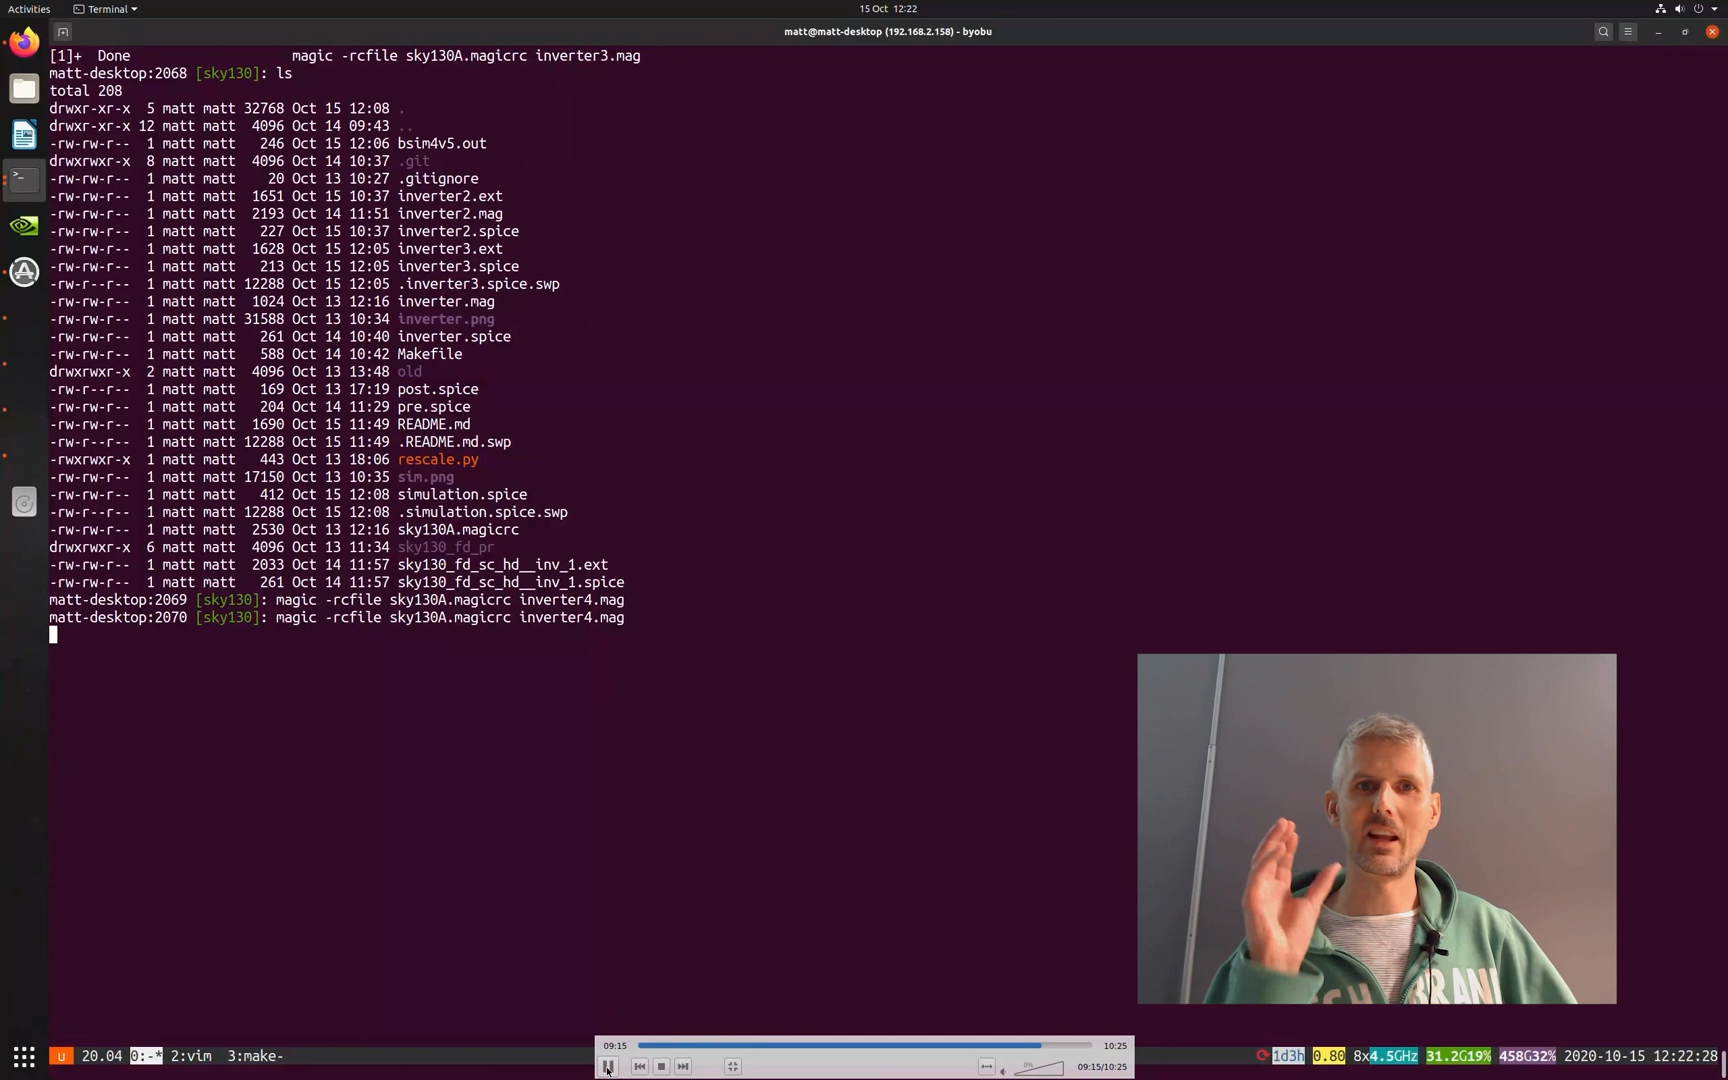 Activities
Terminal
15 Oct 12:22
matt@matt-desktop (192.168.2.158) - byobu
[1]+ Done magic -rcfile sky130A.magicrc inverter3.mag
matt-desktop:2068 [sky130]: ls
total 208
drwxr-xr-x 5 matt matt 32768 Oct 15 12:08 .
drwxr-xr-x 12 matt matt 4096 Oct 14 09:43 ..
-rw-rw-r-- 1 matt matt 246 Oct 15 12:06 bsim4v5.out
drwxrwxr-x 8 matt matt 4096 Oct 14 10:37 .git
-rw-rw-r-- 1 matt matt 20 Oct 13 10:27 .gitignore
-rw-rw-r-- 1 matt matt 1651 Oct 15 10:37 inverter2.ext
-rw-rw-r-- 1 matt matt 2193 Oct 14 11:51 inverter2.mag
-rw-rw-r-- 1 matt matt 227 Oct 15 10:37 inverter2.spice
-rw-rw-r-- 1 matt matt 1628 Oct 15 12:05 inverter3.ext
-rw-rw-r-- 1 matt matt 213 Oct 15 12:05 inverter3.spice
-rw-r--r-- 1 matt matt 12288 Oct 15 12:05 .inverter3.spice.swp
-rw-rw-r-- 1 matt matt 1024 Oct 13 12:16 inverter.mag
-rw-rw-r-- 1 matt matt 31588 Oct 13 10:34 inverter.png
-rw-rw-r-- 1 matt matt 261 Oct 14 10:40 inverter.spice
-rw-rw-r-- 1 matt matt 588 Oct 14 10:42 Makefile
drwxrwxr-x 2 matt matt 4096 Oct 13 13:48 old
-rw-r--r-- 1 matt matt 169 Oct 13 17:19 post.spice
-rw-rw-r-- 1 matt matt 204 Oct 14 11:29 pre.spice
-rw-rw-r-- 1 matt matt 1690 Oct 15 11:49 README.md
-rw-rw-r-- 1 matt matt 12288 Oct 15 11:49 .README.md.swp
-rwxrwxr-x 1 matt matt 443 Oct 13 18:06 rescale.py
-rw-rw-r-- 1 matt matt 17150 Oct 13 10:35 sim.png
-rw-rw-r-- 1 matt matt 412 Oct 15 12:08 simulation.spice
-rw-rw-r-- 1 matt matt 12288 Oct 15 12:08 .simulation.spice.swp
-rw-rw-r-- 1 matt matt 2530 Oct 13 12:16 sky130A.magicrc
drwxrwxr-x 6 matt matt 4096 Oct 13 11:34 sky130_fd_pr
-rw-rw-r-- 1 matt matt 2033 Oct 14 11:57 sky130_fd_sc_hd__inv_1.ext
-rw-rw-r-- 1 matt matt 261 Oct 14 11:57 sky130_fd_sc_hd__inv_1.spice
matt-desktop:2069 [sky130]: magic -rcfile sky130A.magicrc inverter4.mag
matt-desktop:2070 [sky130]: magic -rcfile sky130A.magicrc inverter4.mag
09:15
10:25
0%
09:15/10:25
u 20.04 0:-* 2:vim 3:make-
1d3h 0.80 8x4.5GHz 31.2G19% 458G32% 2020-10-15 12:22:28